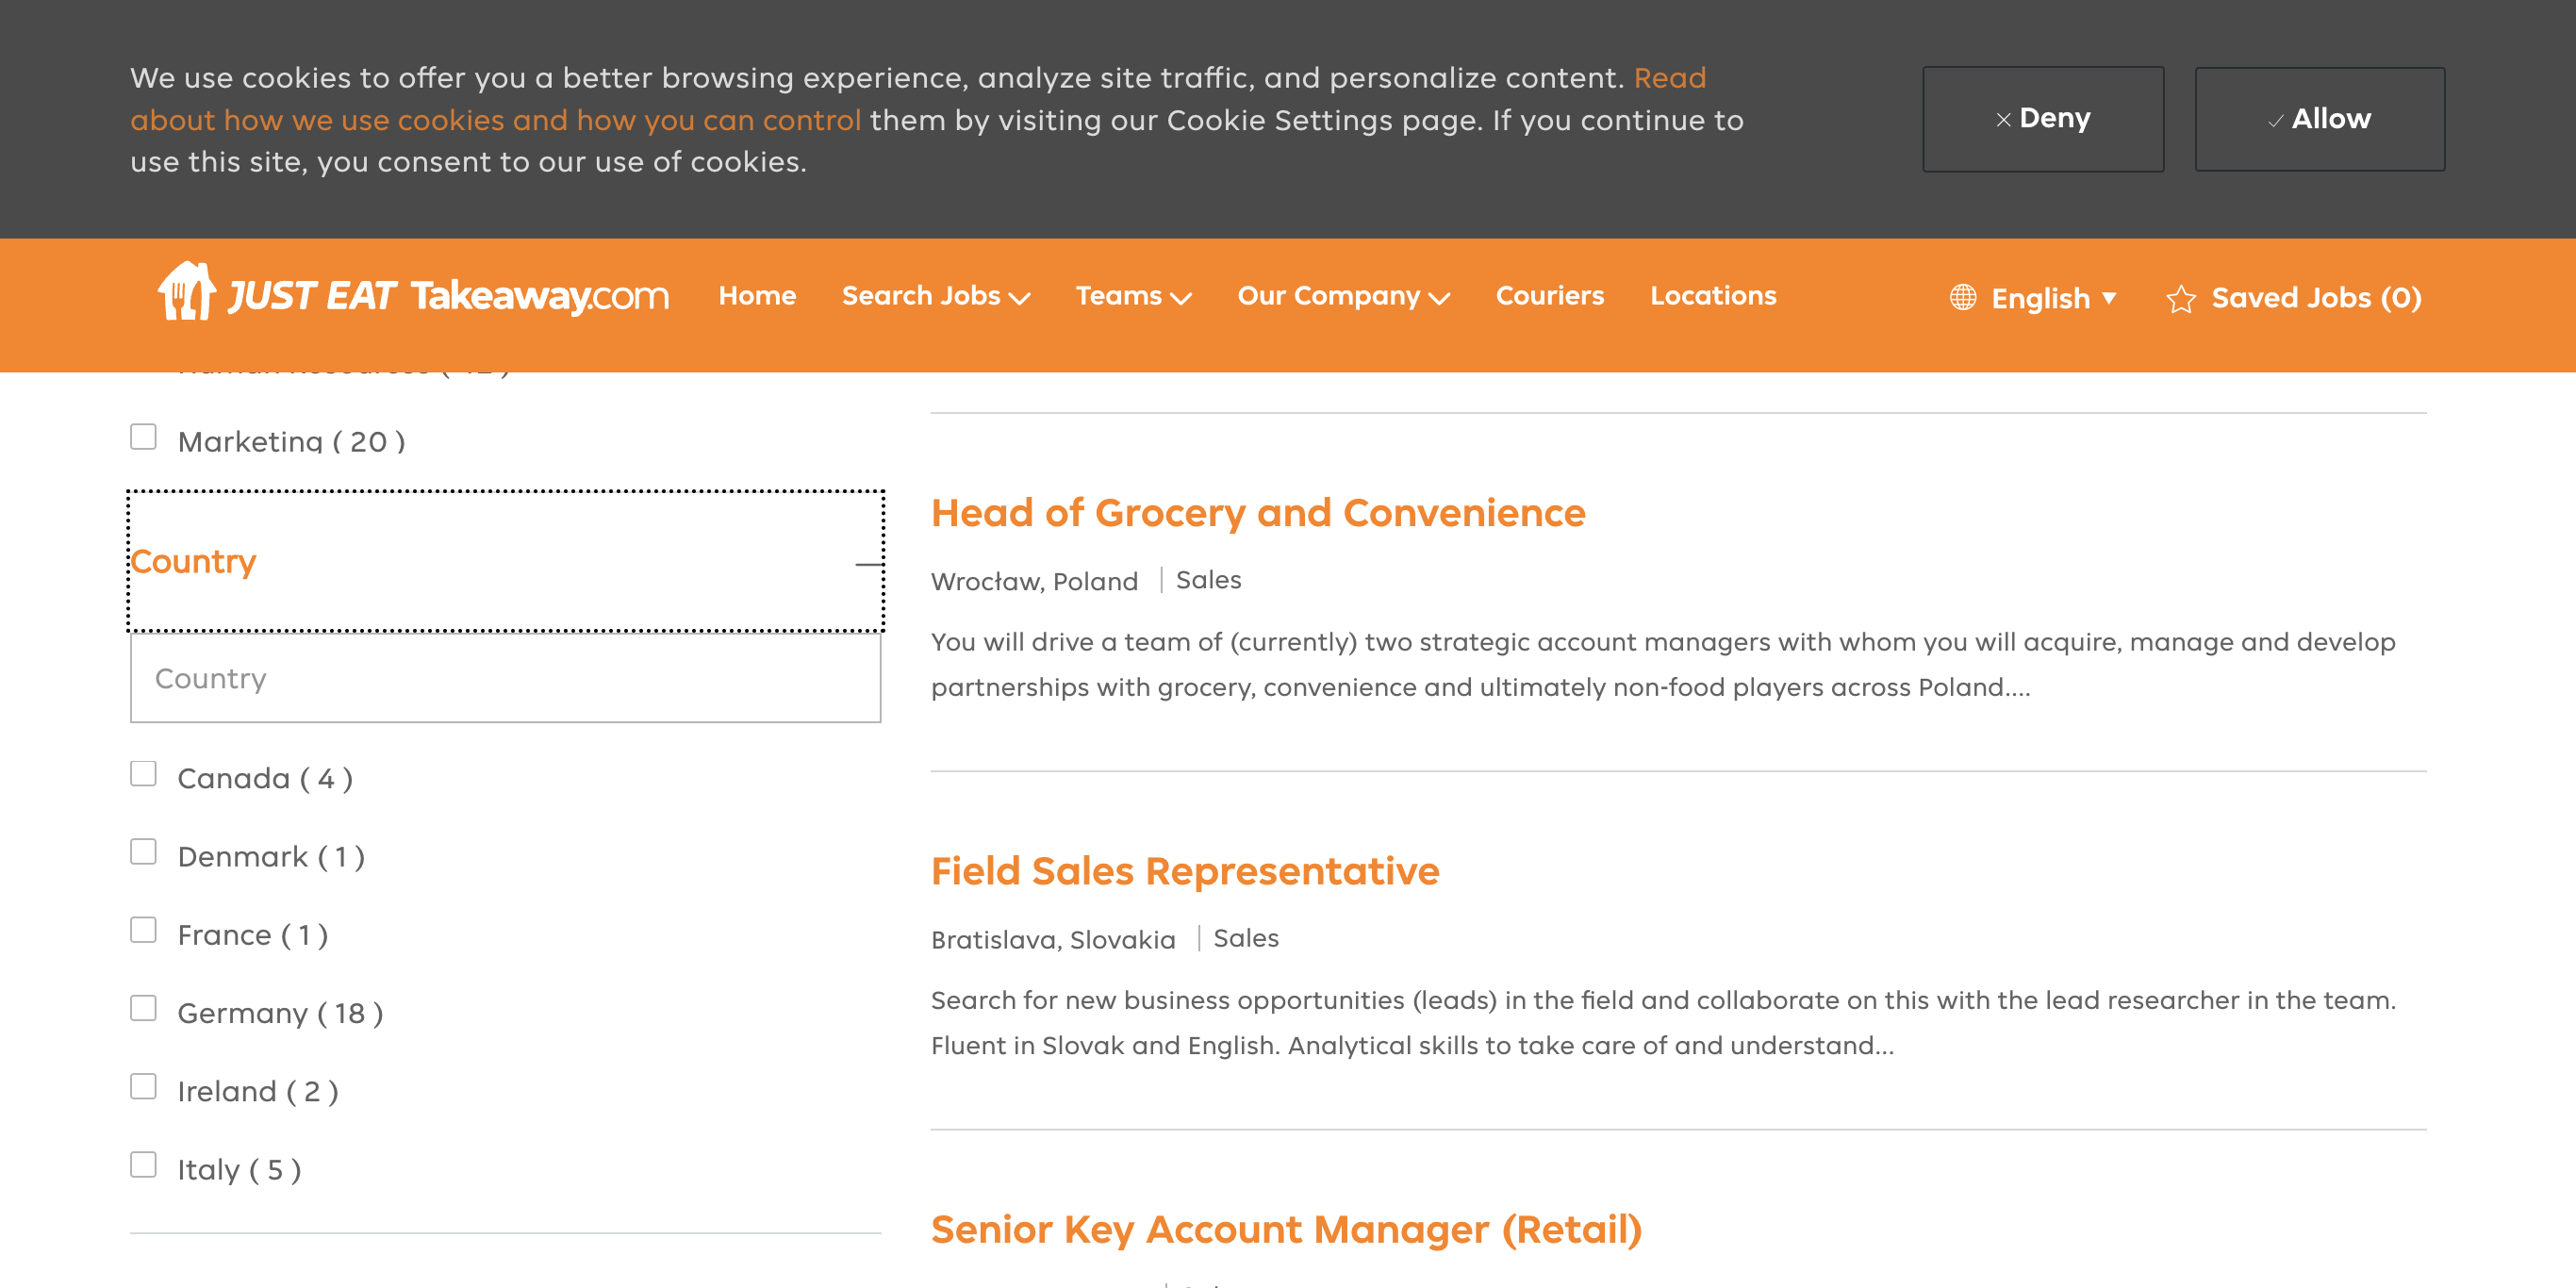 We use cookies to offer you a better browsing experience, analyze site traffic, and personalize content. Read
about how we use cookies and how you can control them by visiting our Cookie Settings page. If you continue to
use this site, you consent to our use of cookies.
Deny
Allow
JUST EAT Takeaway.com
Home
Search Jobs
Teams
Our Company
Couriers
Locations
English
Saved Jobs (0)
Marketing ( 20 )
Country
Country
Canada ( 4 )
Denmark ( 1 )
France ( 1 )
Germany ( 18 )
Ireland ( 2 )
Italy ( 5 )
Head of Grocery and Convenience
Wrocław, Poland | Sales
You will drive a team of (currently) two strategic account managers with whom you will acquire, manage and develop
partnerships with grocery, convenience and ultimately non-food players across Poland....
Field Sales Representative
Bratislava, Slovakia | Sales
Search for new business opportunities (leads) in the field and collaborate on this with the lead researcher in the team.
Fluent in Slovak and English. Analytical skills to take care of and understand...
Senior Key Account Manager (Retail)